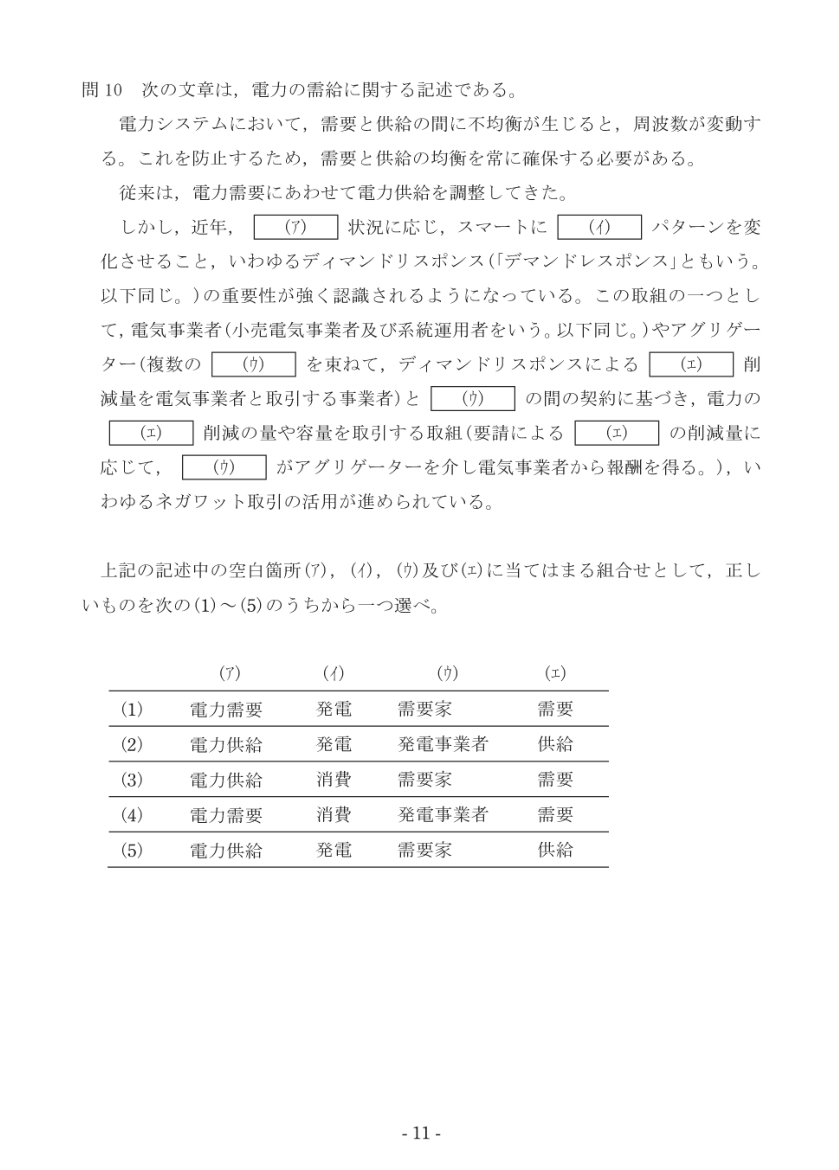 問 10　次の文章は，電力の需給に関する記述である。
電力システムにおいて，需要と供給の間に不均衡が生じると，周波数が変動す
る。これを防止するため，需要と供給の均衡を常に確保する必要がある。
従来は，電力需要にあわせて電力供給を調整してきた。
しかし，近年， (ｱ) 状況に応じ，スマートに (ｲ) パターンを変
化させること，いわゆるディマンドリスポンス(｢デマンドレスポンス｣ともいう。
以下同じ。)の重要性が強く認識されるようになっている。この取組の一つとし
て，電気事業者(小売電気事業者及び系統運用者をいう。以下同じ。)やアグリゲー
ター(複数の (ｳ) を束ねて，ディマンドリスポンスによる (ｴ) 削
減量を電気事業者と取引する事業者)と (ｳ) の間の契約に基づき，電力の
(ｴ) 削減の量や容量を取引する取組(要請による (ｴ) の削減量に
応じて， (ｳ) がアグリゲーターを介し電気事業者から報酬を得る。)，い
わゆるネガワット取引の活用が進められている。
上記の記述中の空白箇所(ｱ)，(ｲ)，(ｳ)及び(ｴ)に当てはまる組合せとして，正し
いものを次の(1)～(5)のうちから一つ選べ。
(ｱ) (ｲ) (ｳ) (ｴ)
(1) 電力需要 発電 需要家 需要
(2) 電力供給 発電 発電事業者 供給
(3) 電力供給 消費 需要家 需要
(4) 電力需要 消費 発電事業者 需要
(5) 電力供給 発電 需要家 供給
- 11 -